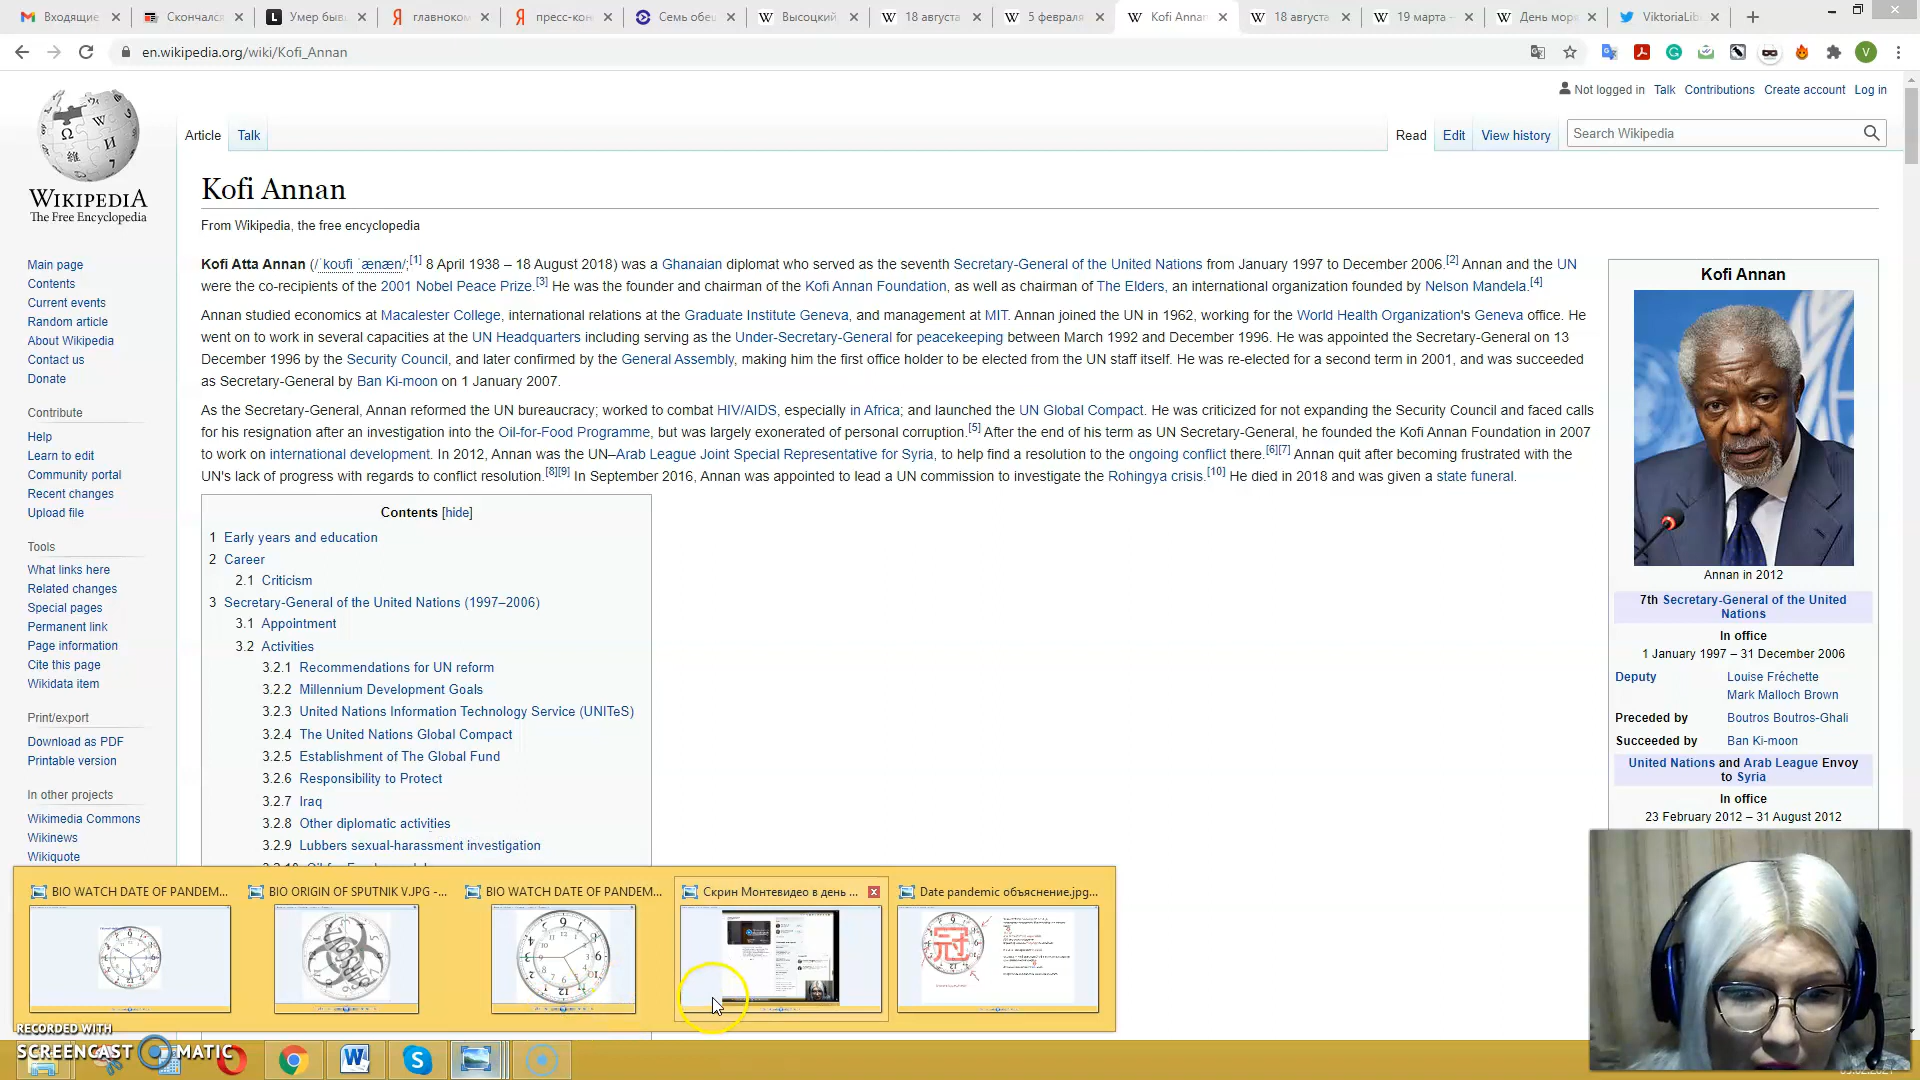 Входящие
Скончался
Умер бывш
главноком
пресс-кон
Семь обещ
Высоцкий
18 августа
5 февраля
Kofi Annan
18 августа
19 марта –
День моря
ViktoriaLib
en.wikipedia.org/wiki/Kofi_Annan
V
Not logged in Talk Contributions Create account Log in
Article Talk
Read Edit View history
Search Wikipedia
WIKIPEDIA
The Free Encyclopedia
Main page
Contents
Current events
Random article
About Wikipedia
Contact us
Donate
Contribute
Help
Learn to edit
Community portal
Recent changes
Upload file
Tools
What links here
Related changes
Special pages
Permanent link
Page information
Cite this page
Wikidata item
Print/export
Download as PDF
Printable version
In other projects
Wikimedia Commons
Wikinews
Wikiquote
Kofi Annan
From Wikipedia, the free encyclopedia
Kofi Atta Annan (/ˈkoʊfi ˈænæn/;[1] 8 April 1938 – 18 August 2018) was a Ghanaian diplomat who served as the seventh Secretary-General of the United Nations from January 1997 to December 2006.[2] Annan and the UN
were the co-recipients of the 2001 Nobel Peace Prize.[3] He was the founder and chairman of the Kofi Annan Foundation, as well as chairman of The Elders, an international organization founded by Nelson Mandela.[4]
Annan studied economics at Macalester College, international relations at the Graduate Institute Geneva, and management at MIT. Annan joined the UN in 1962, working for the World Health Organization's Geneva office. He
went on to work in several capacities at the UN Headquarters including serving as the Under-Secretary-General for peacekeeping between March 1992 and December 1996. He was appointed the Secretary-General on 13
December 1996 by the Security Council, and later confirmed by the General Assembly, making him the first office holder to be elected from the UN staff itself. He was re-elected for a second term in 2001, and was succeeded
as Secretary-General by Ban Ki-moon on 1 January 2007.
As the Secretary-General, Annan reformed the UN bureaucracy; worked to combat HIV/AIDS, especially in Africa; and launched the UN Global Compact. He was criticized for not expanding the Security Council and faced calls
for his resignation after an investigation into the Oil-for-Food Programme, but was largely exonerated of personal corruption.[5] After the end of his term as UN Secretary-General, he founded the Kofi Annan Foundation in 2007
to work on international development. In 2012, Annan was the UN–Arab League Joint Special Representative for Syria, to help find a resolution to the ongoing conflict there.[6][7] Annan quit after becoming frustrated with the
UN's lack of progress with regards to conflict resolution.[8][9] In September 2016, Annan was appointed to lead a UN commission to investigate the Rohingya crisis.[10] He died in 2018 and was given a state funeral.
Contents [hide]
1 Early years and education
2 Career
2.1 Criticism
3 Secretary-General of the United Nations (1997–2006)
3.1 Appointment
3.2 Activities
3.2.1 Recommendations for UN reform
3.2.2 Millennium Development Goals
3.2.3 United Nations Information Technology Service (UNITeS)
3.2.4 The United Nations Global Compact
3.2.5 Establishment of The Global Fund
3.2.6 Responsibility to Protect
3.2.7 Iraq
3.2.8 Other diplomatic activities
3.2.9 Lubbers sexual-harassment investigation
Kofi Annan
Annan in 2012
7th Secretary-General of the United
Nations
In office
1 January 1997 – 31 December 2006
Deputy Louise Fréchette
Mark Malloch Brown
Preceded by Boutros Boutros-Ghali
Succeeded by Ban Ki-moon
United Nations and Arab League Envoy
to Syria
In office
23 February 2012 – 31 August 2012
BIO WATCH DATE OF PANDEM...
BIO ORIGIN OF SPUTNIK V.JPG -...
BIO WATCH DATE OF PANDEM...
Скрин Монтевидео в день ...
Date pandemic объяснение.jpg...
冠
RECORDED WITH
SCREENCAST MATIC